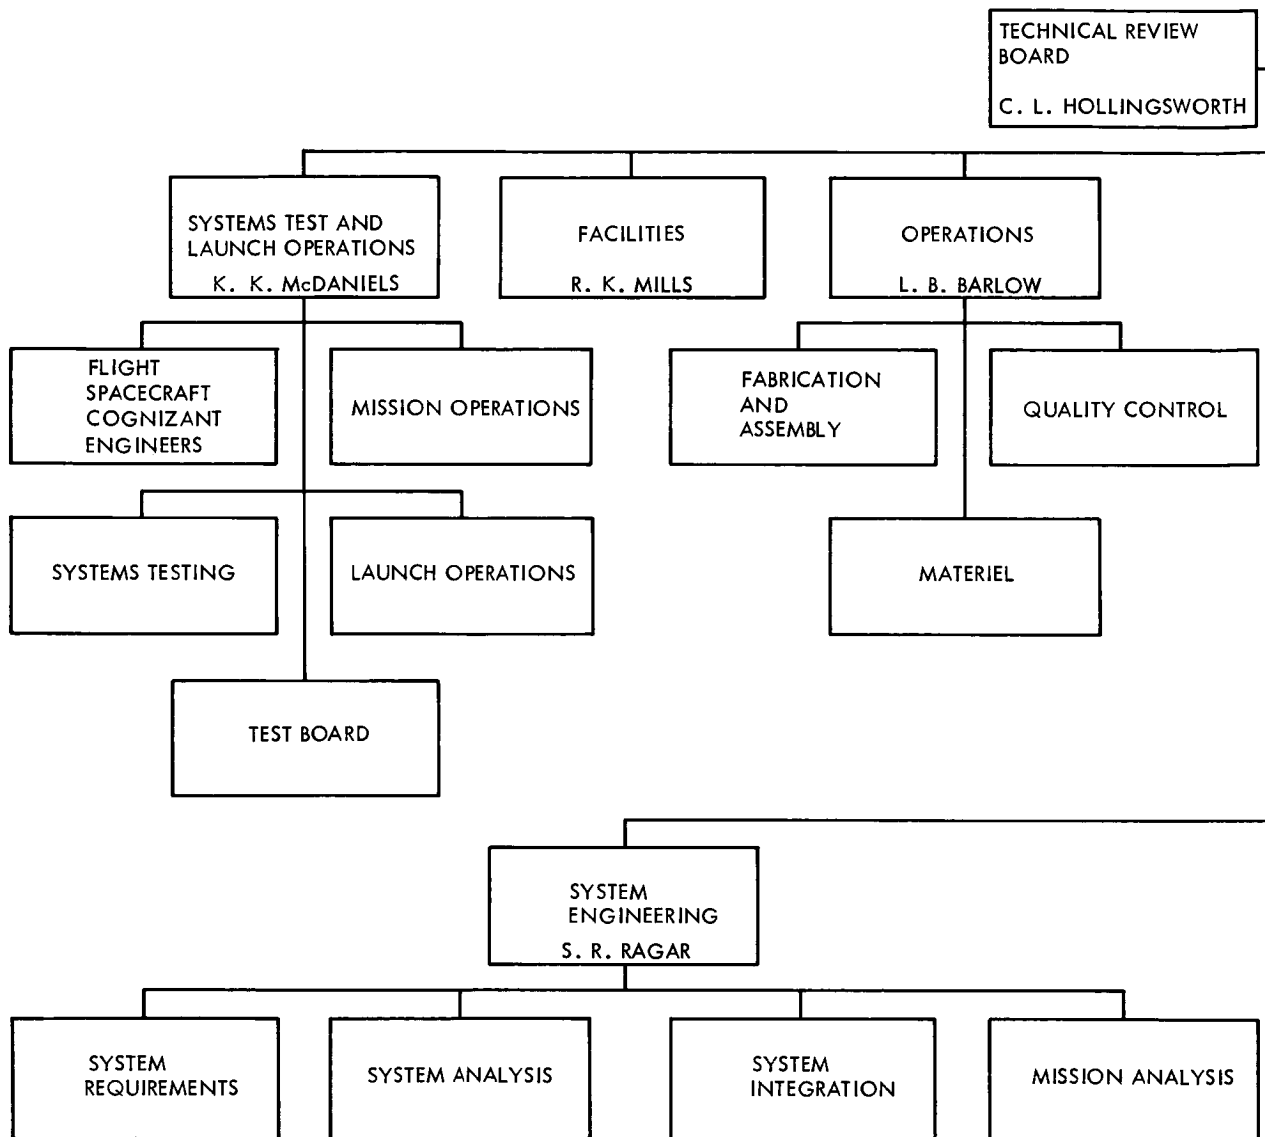 TECHNICAL REVIEW
BOARD
C. L. HOLLINGSWORTH
SYSTEMS TEST AND
LAUNCH OPERATIONS
K. K. McDANIELS
FACILITIES
R. K. MILLS
OPERATIONS
L. B. BARLOW
FLIGHT
SPACECRAFT
COGNIZANT
ENGINEERS
MISSION OPERATIONS
FABRICATION
AND
ASSEMBLY
QUALITY CONTROL
SYSTEMS TESTING
LAUNCH OPERATIONS
MATERIEL
TEST BOARD
SYSTEM
ENGINEERING
S. R. RAGAR
SYSTEM
REQUIREMENTS
SYSTEM ANALYSIS
SYSTEM
INTEGRATION
MISSION ANALYSIS